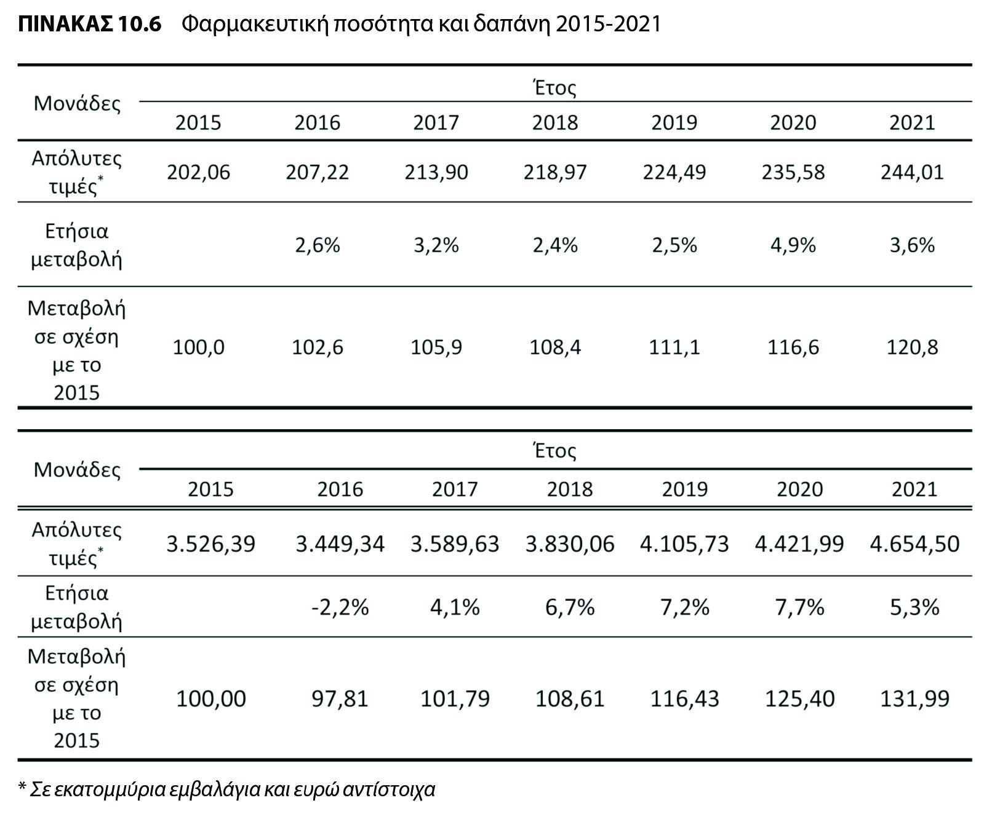 ΠΙΝΑΚΑΣ 10.6 Φαρμακευτική ποσότητα και δαπάνη 2015-2021
Μονάδες Έτος
2015 2016 2017 2018 2019 2020 2021
Απόλυτες
τιμές* 202,06 207,22 213,90 218,97 224,49 235,58 244,01
Ετήσια
μεταβολή 2,6% 3,2% 2,4% 2,5% 4,9% 3,6%
Μεταβολή
σε σχέση
με το
2015 100,0 102,6 105,9 108,4 111,1 116,6 120,8
Μονάδες Έτος
2015 2016 2017 2018 2019 2020 2021
Απόλυτες
τιμές* 3.526,39 3.449,34 3.589,63 3.830,06 4.105,73 4.421,99 4.654,50
Ετήσια
μεταβολή -2,2% 4,1% 6,7% 7,2% 7,7% 5,3%
Μεταβολή
σε σχέση
με το
2015 100,00 97,81 101,79 108,61 116,43 125,40 131,99
* Σε εκατομμύρια εμβαλάγια και ευρώ αντίστοιχα